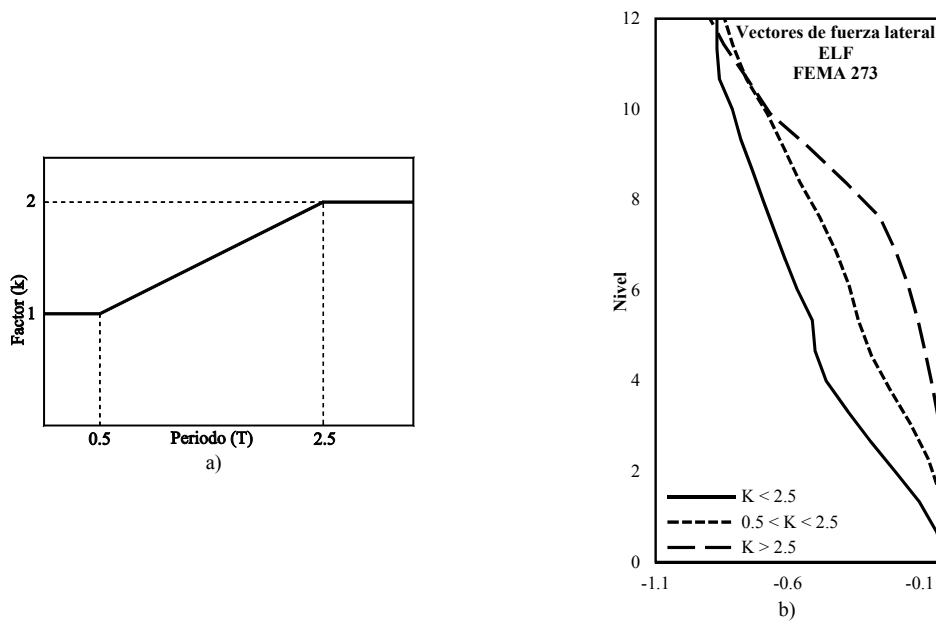 2
1
Factor (k)
0.5
Periodo (T)
2.5
a)
12
10
8
6
4
2
0
Nivel
Vectores de fuerza lateral
ELF
FEMA 273
K < 2.5
0.5 < K < 2.5
K > 2.5
-1.1
-0.6
-0.1
b)